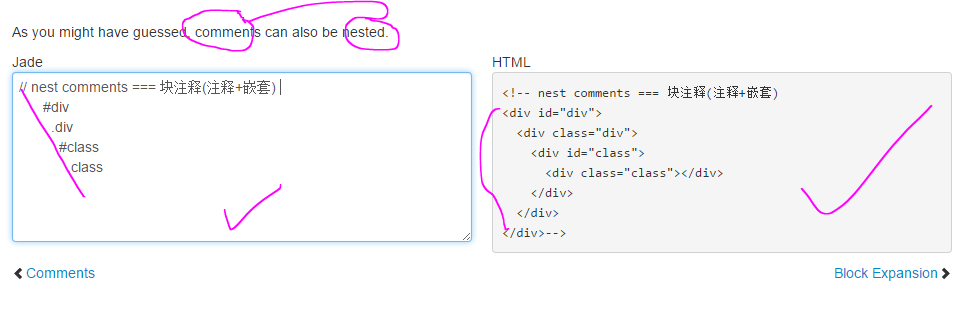 As you might have guessed, comments can also be nested.
Jade
// nest comments === 块注释(注释+嵌套)
#div
.div
#class
class
HTML
<!-- nest comments === 块注释(注释+嵌套)
<div id="div">
<div class="div">
<div id="class">
<div class="class"></div>
</div>
</div>
</div>-->
Comments
Block Expansion